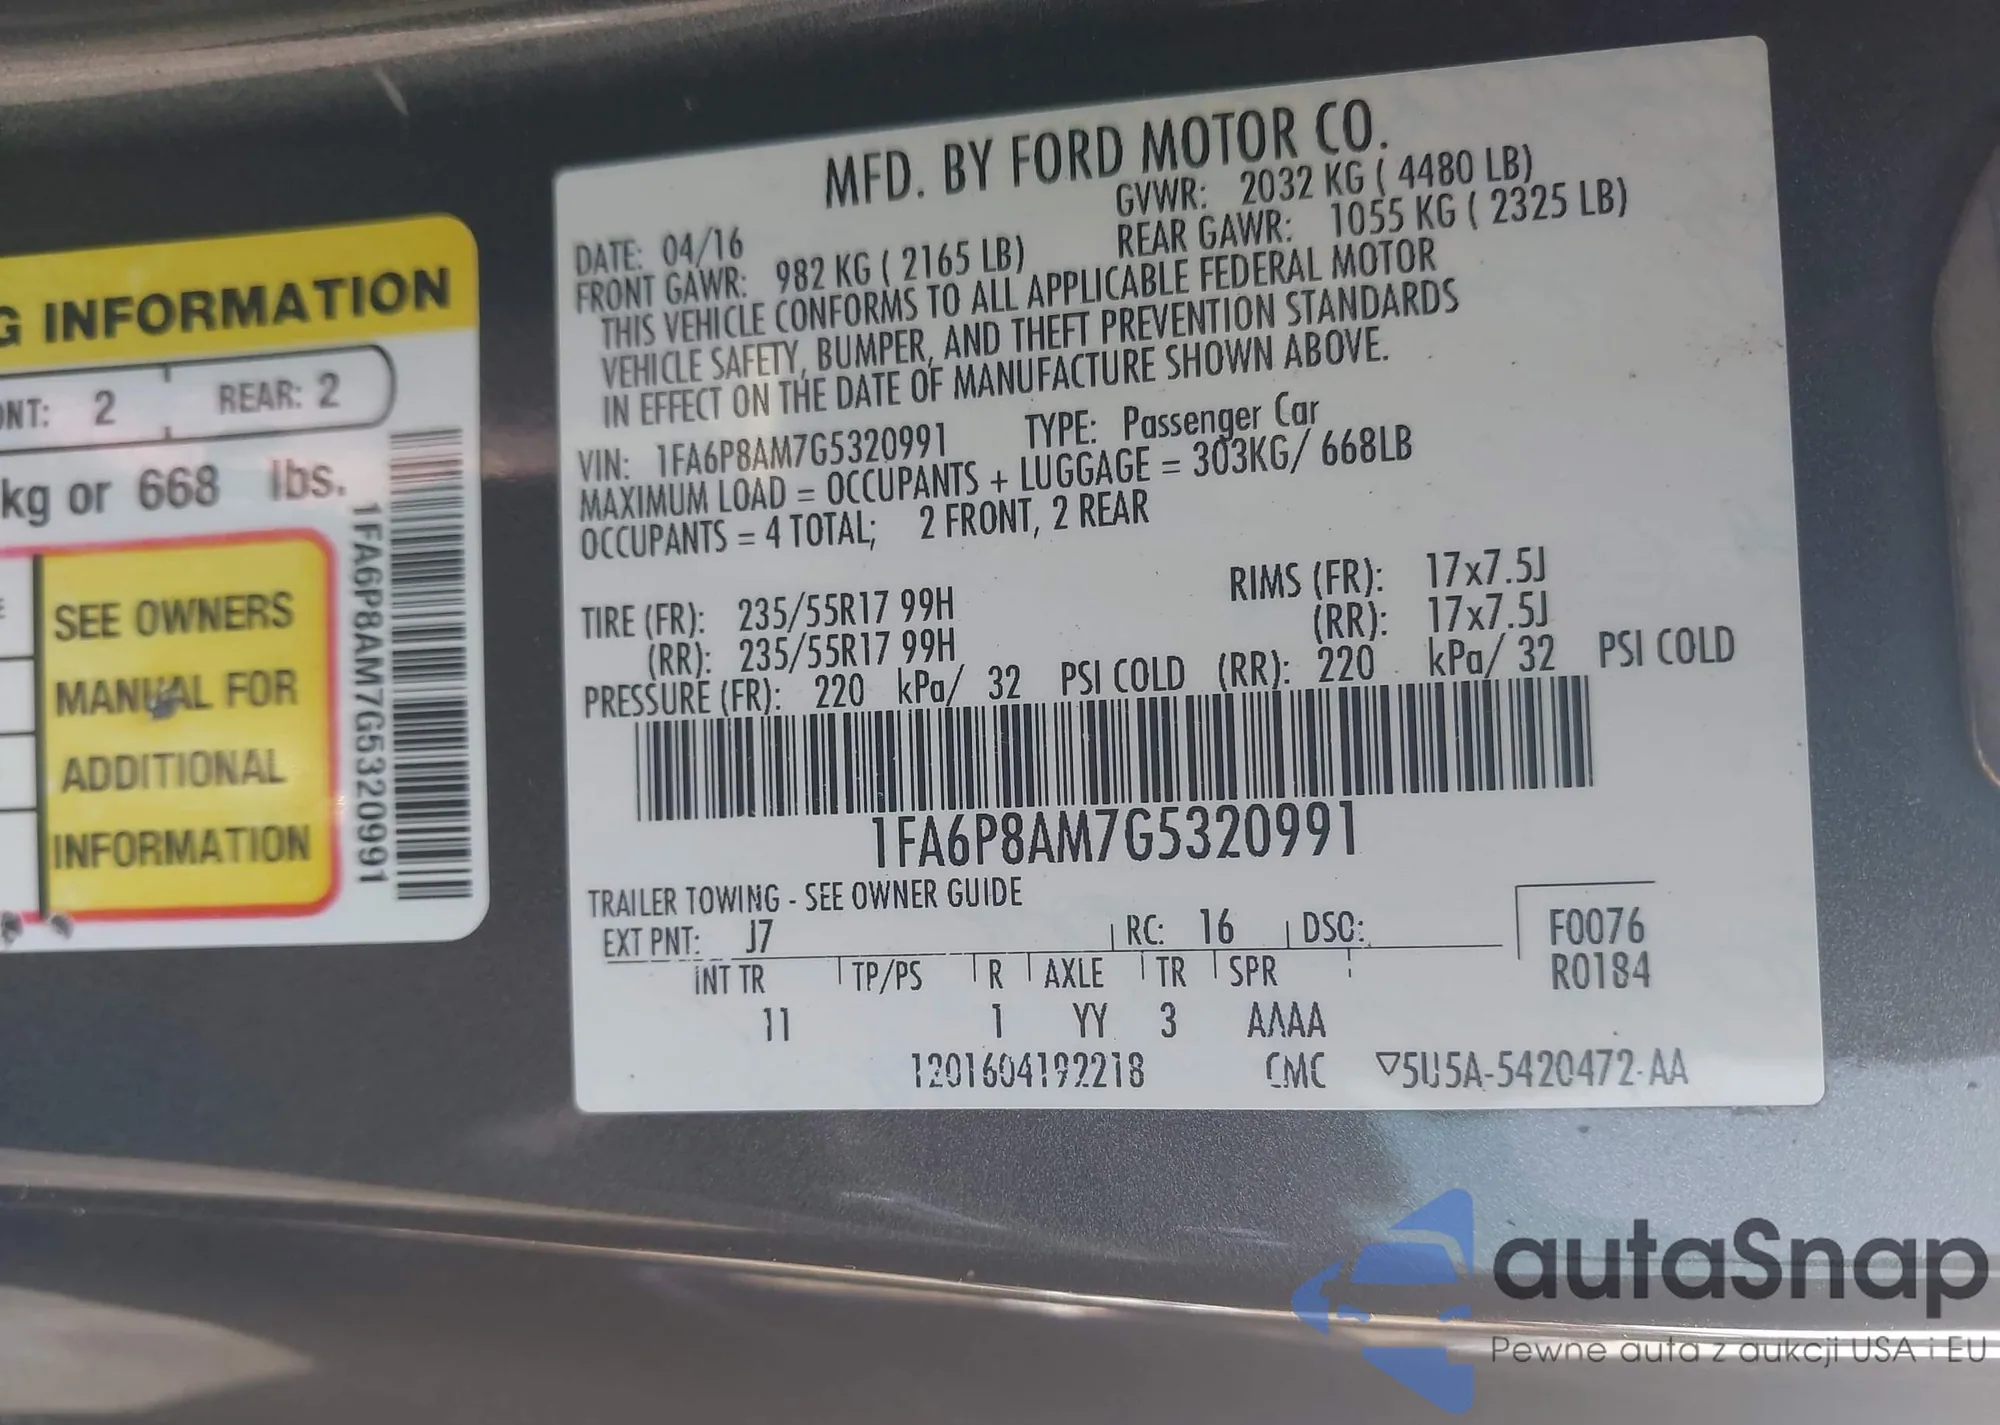 G INFORMATION
ONT: 2 REAR: 2
kg or 668 lbs.
SEE OWNERS
MANUAL FOR
ADDITIONAL
INFORMATION
1FA6P8AM7G5320991
MFD. BY FORD MOTOR CO.
DATE: 04/16 GVWR: 2032 KG ( 4480 LB)
FRONT GAWR: 982 KG ( 2165 LB) REAR GAWR: 1055 KG ( 2325 LB)
THIS VEHICLE CONFORMS TO ALL APPLICABLE FEDERAL MOTOR
VEHICLE SAFETY, BUMPER, AND THEFT PREVENTION STANDARDS
IN EFFECT ON THE DATE OF MANUFACTURE SHOWN ABOVE.
VIN: 1FA6P8AM7G5320991 TYPE: Passenger Car
MAXIMUM LOAD = OCCUPANTS + LUGGAGE = 303KG/ 668LB
OCCUPANTS = 4 TOTAL; 2 FRONT, 2 REAR
TIRE (FR): 235/55R17 99H RIMS (FR): 17x7.5J
(RR): 235/55R17 99H (RR): 17x7.5J
PRESSURE (FR): 220 kPa/ 32 PSI COLD (RR): 220 kPa/ 32 PSI COLD
1FA6P8AM7G5320991
TRAILER TOWING - SEE OWNER GUIDE
EXT PNT: J7 RC: 16 DSO: F0076
INT TR TP/PS R AXLE TR SPR R0184
11 1 YY 3 AAAA
1201604192218 CMC ▽5U5A-5420472-AA
autaSnap
Pewne auta z aukcji USA i EU